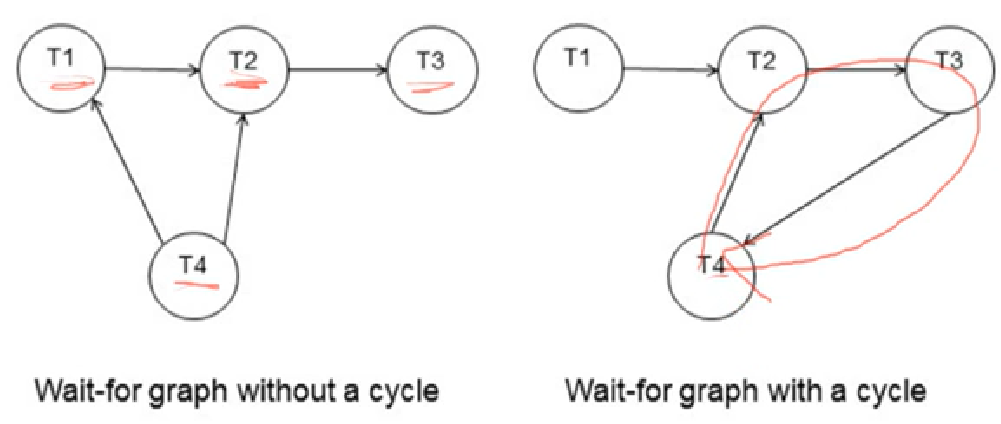 T1 T2 T3
T4
Wait-for graph without a cycle
T1 T2 T3
T4
Wait-for graph with a cycle